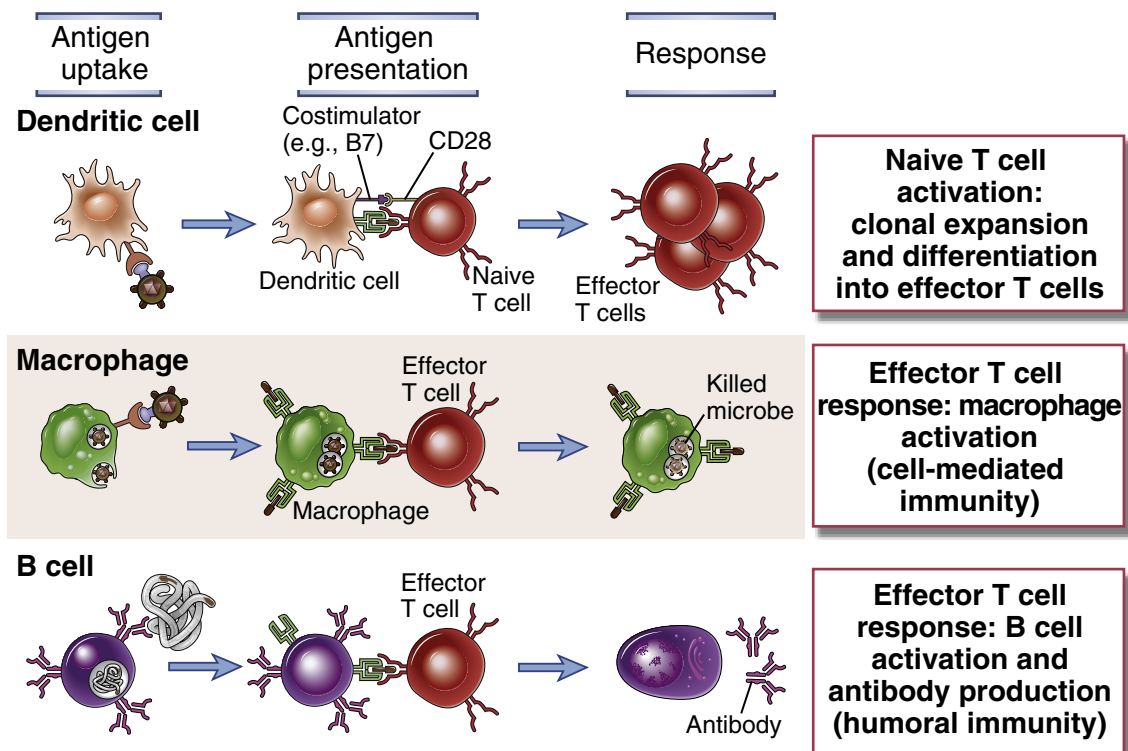 Antigen
uptake
Antigen
presentation
Response
Dendritic cell
Costimulator
(e.g., B7)
CD28
Dendritic cell
Naive
T cell
Effector
T cells
Naive T cell
activation:
clonal expansion
and differentiation
into effector T cells
Macrophage
Effector
T cell
Macrophage
Killed
microbe
Effector T cell
response: macrophage
activation
(cell-mediated
immunity)
B cell
Effector
T cell
Antibody
Effector T cell
response: B cell
activation and
antibody production
(humoral immunity)